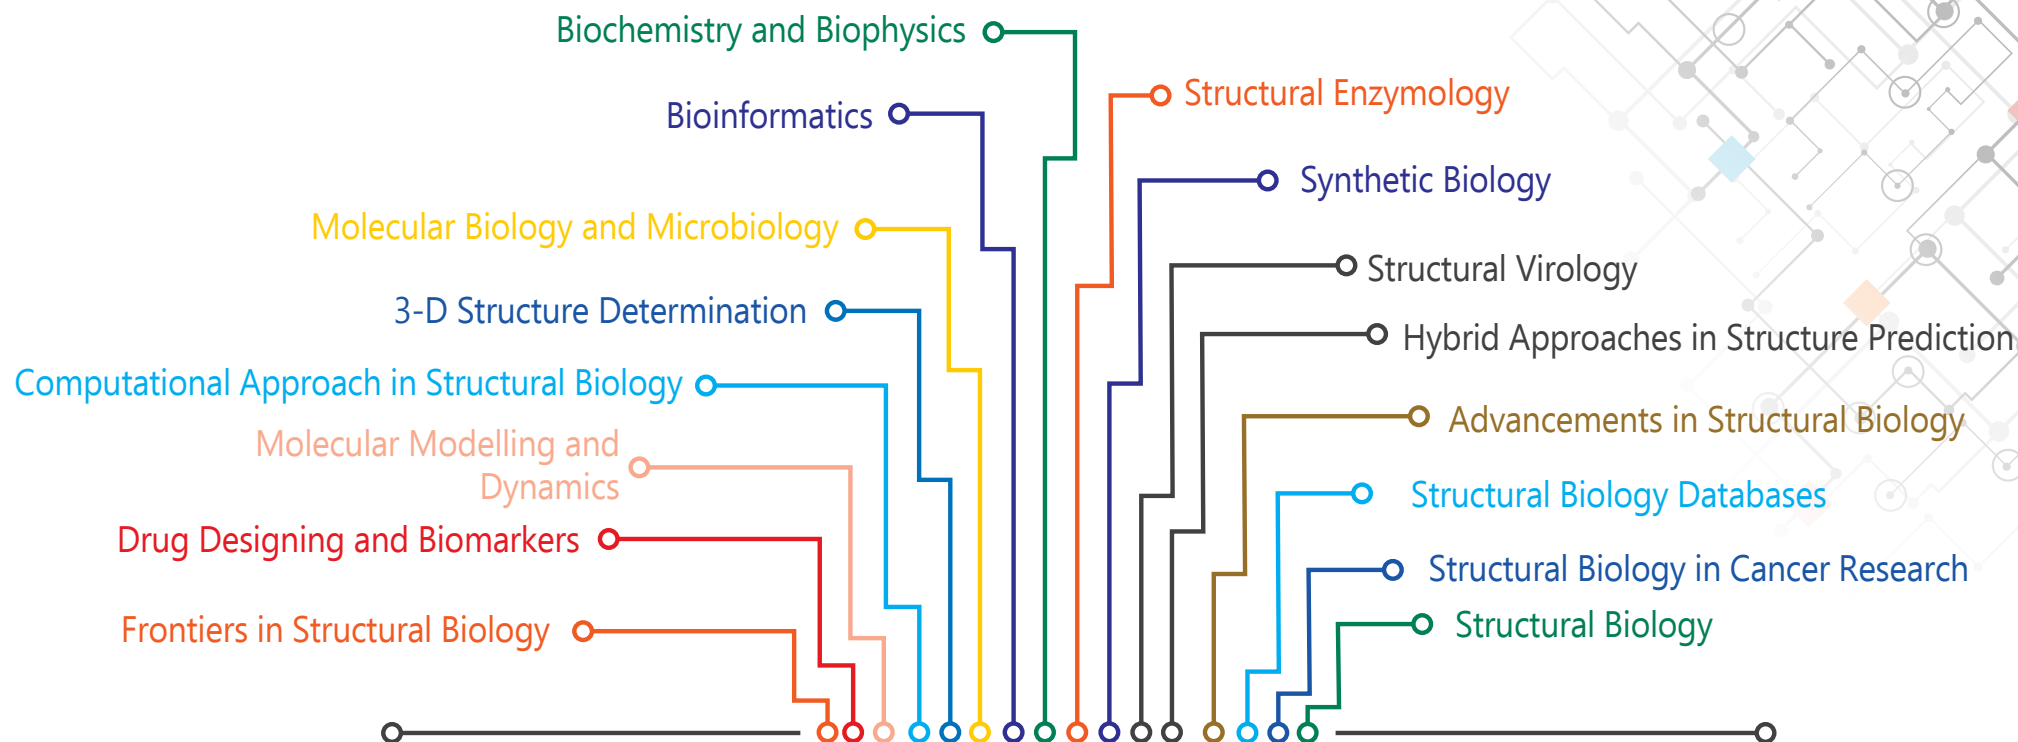 Biochemistry and Biophysics
Structural Enzymology
Bioinformatics
Synthetic Biology
Molecular Biology and Microbiology
Structural Virology
3-D Structure Determination
Hybrid Approaches in Structure Prediction
Computational Approach in Structural Biology
Advancements in Structural Biology
Molecular Modelling and
Dynamics
Structural Biology Databases
Drug Designing and Biomarkers
Structural Biology in Cancer Research
Frontiers in Structural Biology
Structural Biology